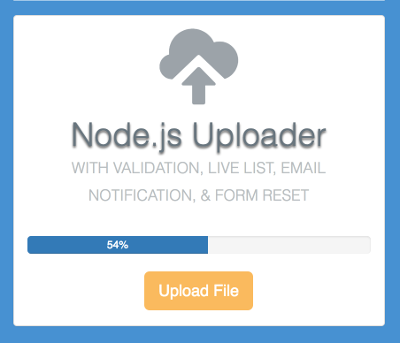 Node.js Uploader
WITH VALIDATION, LIVE LIST, EMAIL
NOTIFICATION, & FORM RESET
54%
Upload File